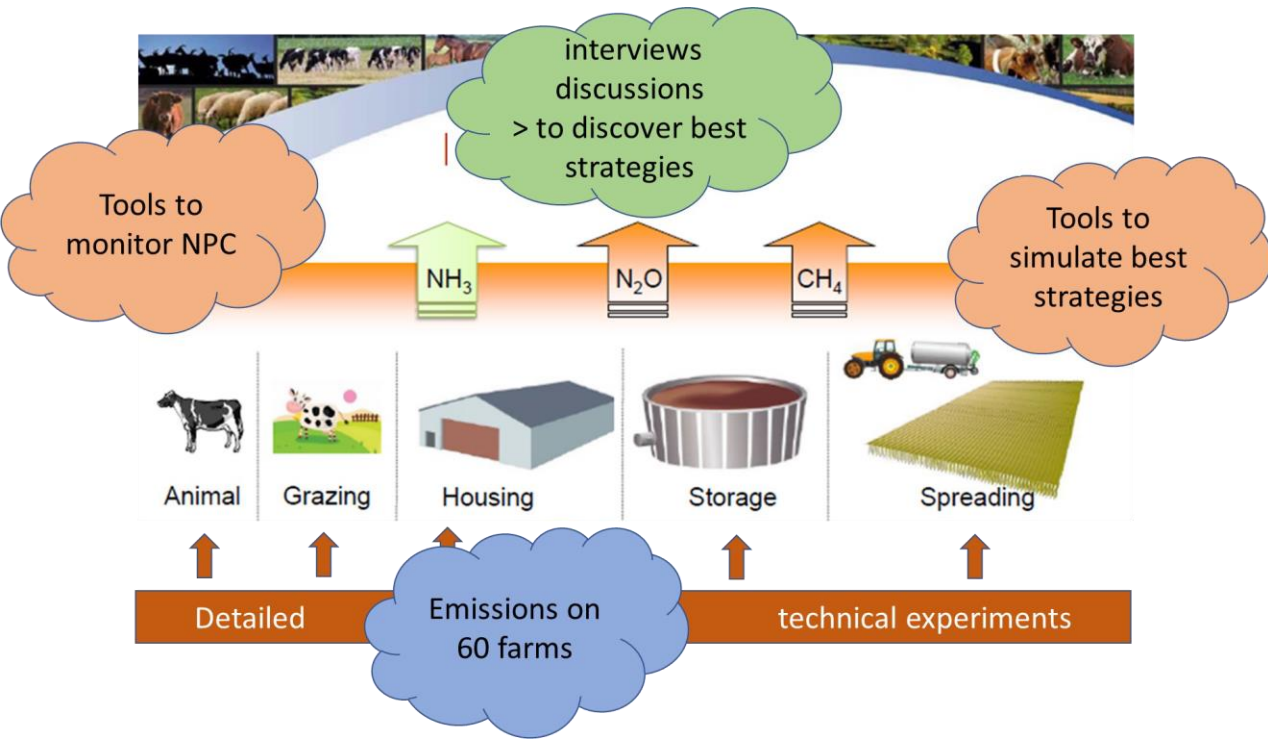 interviews
discussions
> to discover best
strategies
Tools to
monitor NPC
Tools to
simulate best
strategies
NH₃
N₂O
CH₄
Animal
Grazing
Housing
Storage
Spreading
Detailed
technical experiments
Emissions on
60 farms